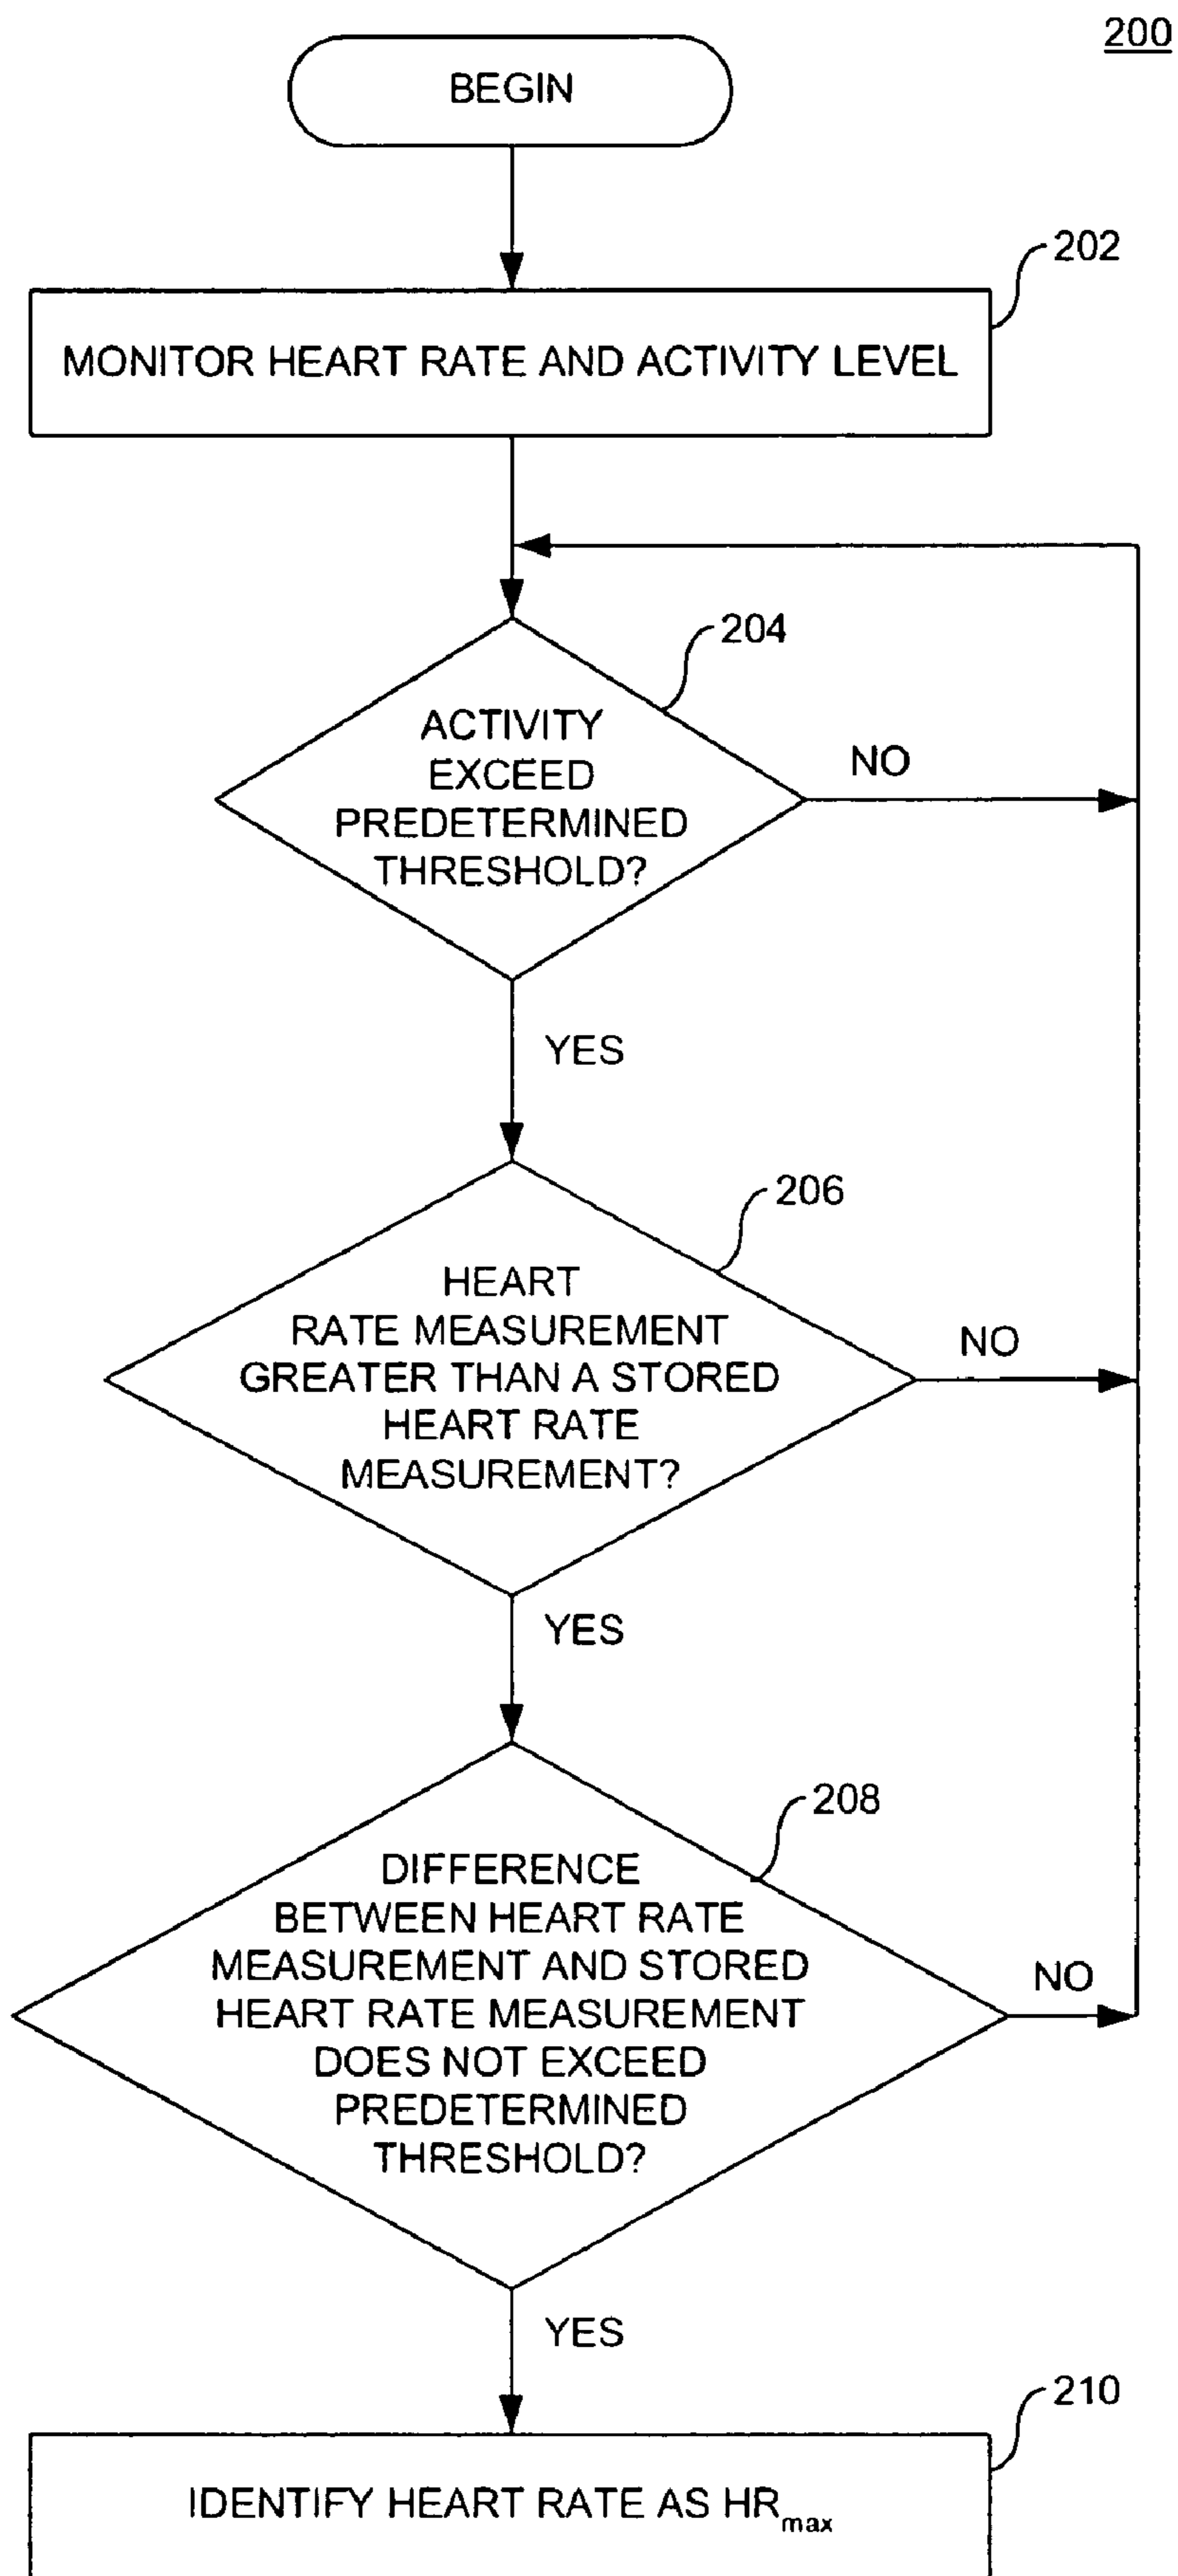 200
BEGIN
202
MONITOR HEART RATE AND ACTIVITY LEVEL
204
ACTIVITY
EXCEED
PREDETERMINED
THRESHOLD?
NO
YES
206
HEART
RATE MEASUREMENT
GREATER THAN A STORED
HEART RATE
MEASUREMENT?
NO
YES
208
DIFFERENCE
BETWEEN HEART RATE
MEASUREMENT AND STORED
HEART RATE MEASUREMENT
DOES NOT EXCEED
PREDETERMINED
THRESHOLD?
NO
YES
210
IDENTIFY HEART RATE AS HRmax